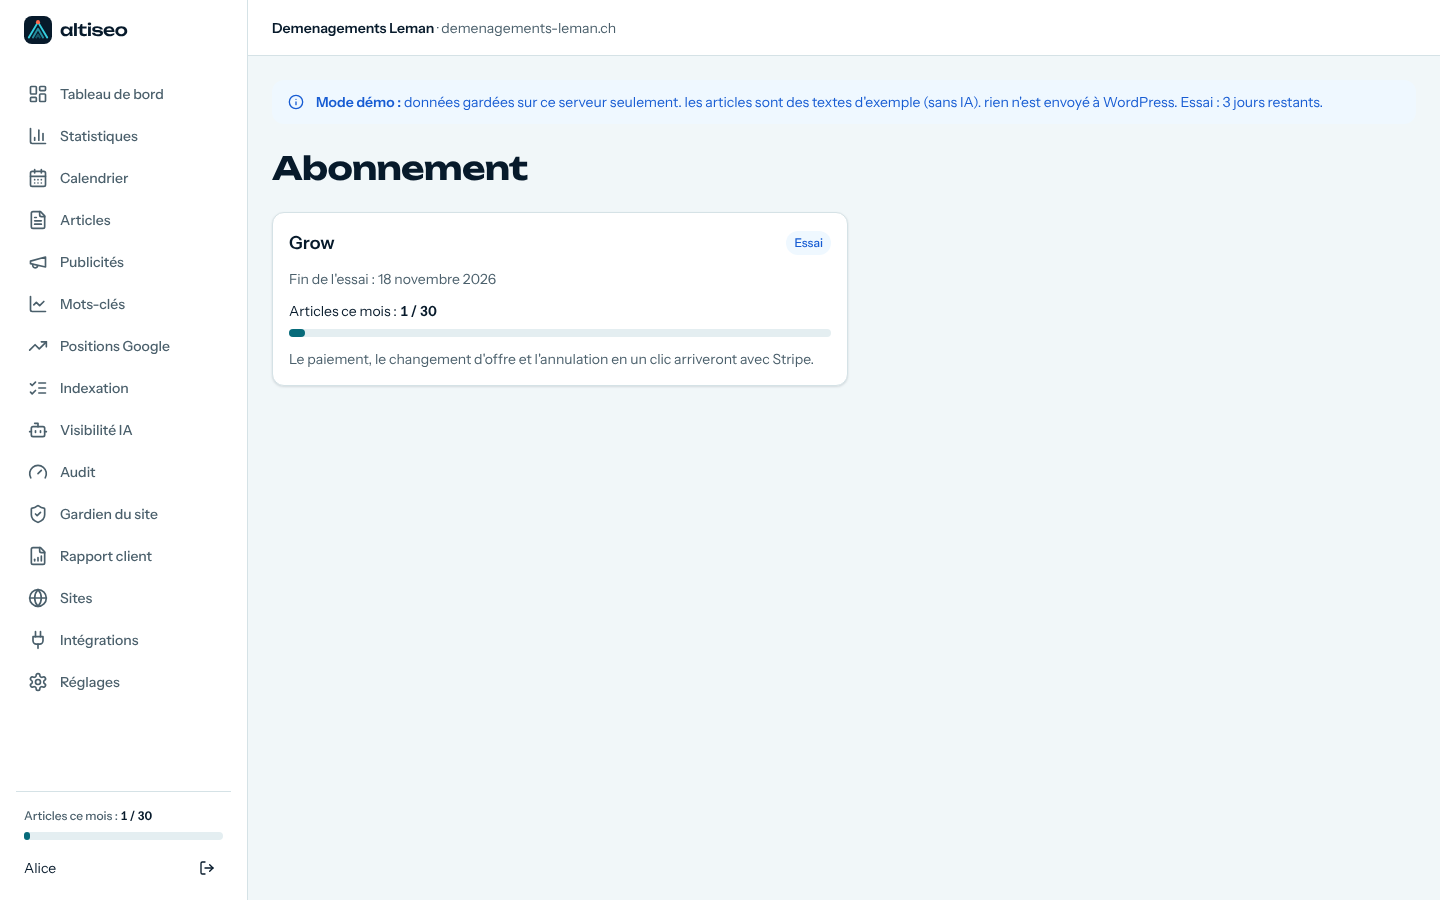 altiseo
Demenagements Leman · demenagements-leman.ch
Tableau de bord
Statistiques
Calendrier
Articles
Publicités
Mots-clés
Positions Google
Indexation
Visibilité IA
Audit
Gardien du site
Rapport client
Sites
Intégrations
Réglages
Articles ce mois : 1 / 30
Alice
Mode démo : données gardées sur ce serveur seulement. les articles sont des textes d'exemple (sans IA). rien n'est envoyé à WordPress. Essai : 3 jours restants.
Abonnement
Grow
Essai
Fin de l'essai : 18 novembre 2026
Articles ce mois : 1 / 30
Le paiement, le changement d'offre et l'annulation en un clic arriveront avec Stripe.